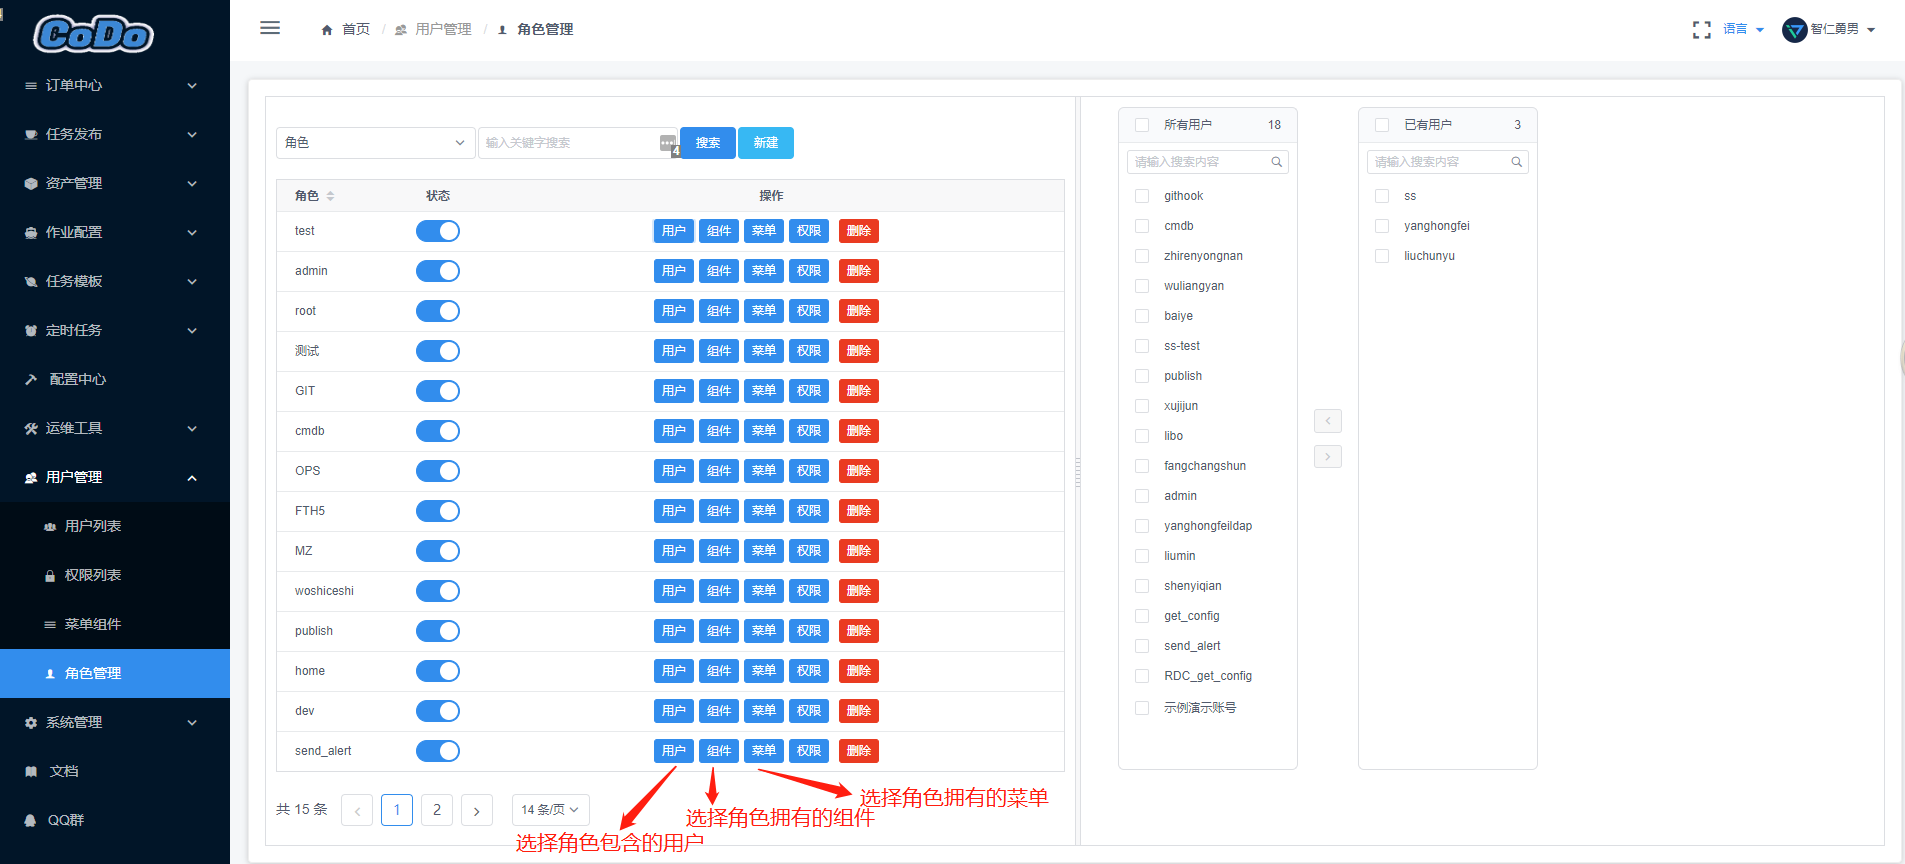 CoDo
订单中心
任务发布
资产管理
作业配置
任务模板
定时任务
配置中心
运维工具
用户管理
用户列表
权限列表
菜单组件
角色管理
系统管理
文档
QQ群
首页 / 用户管理 / 角色管理
语言
智仁勇男
角色 输入关键字搜索 4 搜索 新建
角色 状态 操作
test 用户 组件 菜单 权限 删除
admin 用户 组件 菜单 权限 删除
root 用户 组件 菜单 权限 删除
测试 用户 组件 菜单 权限 删除
GIT 用户 组件 菜单 权限 删除
cmdb 用户 组件 菜单 权限 删除
OPS 用户 组件 菜单 权限 删除
FTH5 用户 组件 菜单 权限 删除
MZ 用户 组件 菜单 权限 删除
woshiceshi 用户 组件 菜单 权限 删除
publish 用户 组件 菜单 权限 删除
home 用户 组件 菜单 权限 删除
dev 用户 组件 菜单 权限 删除
send_alert 用户 组件 菜单 权限 删除
共 15 条 1 2 14 条/页
选择角色拥有的菜单
选择角色拥有的组件
选择角色包含的用户
所有用户 18
请输入搜索内容
githook
cmdb
zhirenyongnan
wuliangyan
baiye
ss-test
publish
xujijun
libo
fangchangshun
admin
yanghongfeildap
liumin
shenyiqian
get_config
send_alert
RDC_get_config
示例演示账号
已有用户 3
请输入搜索内容
ss
yanghongfei
liuchunyu